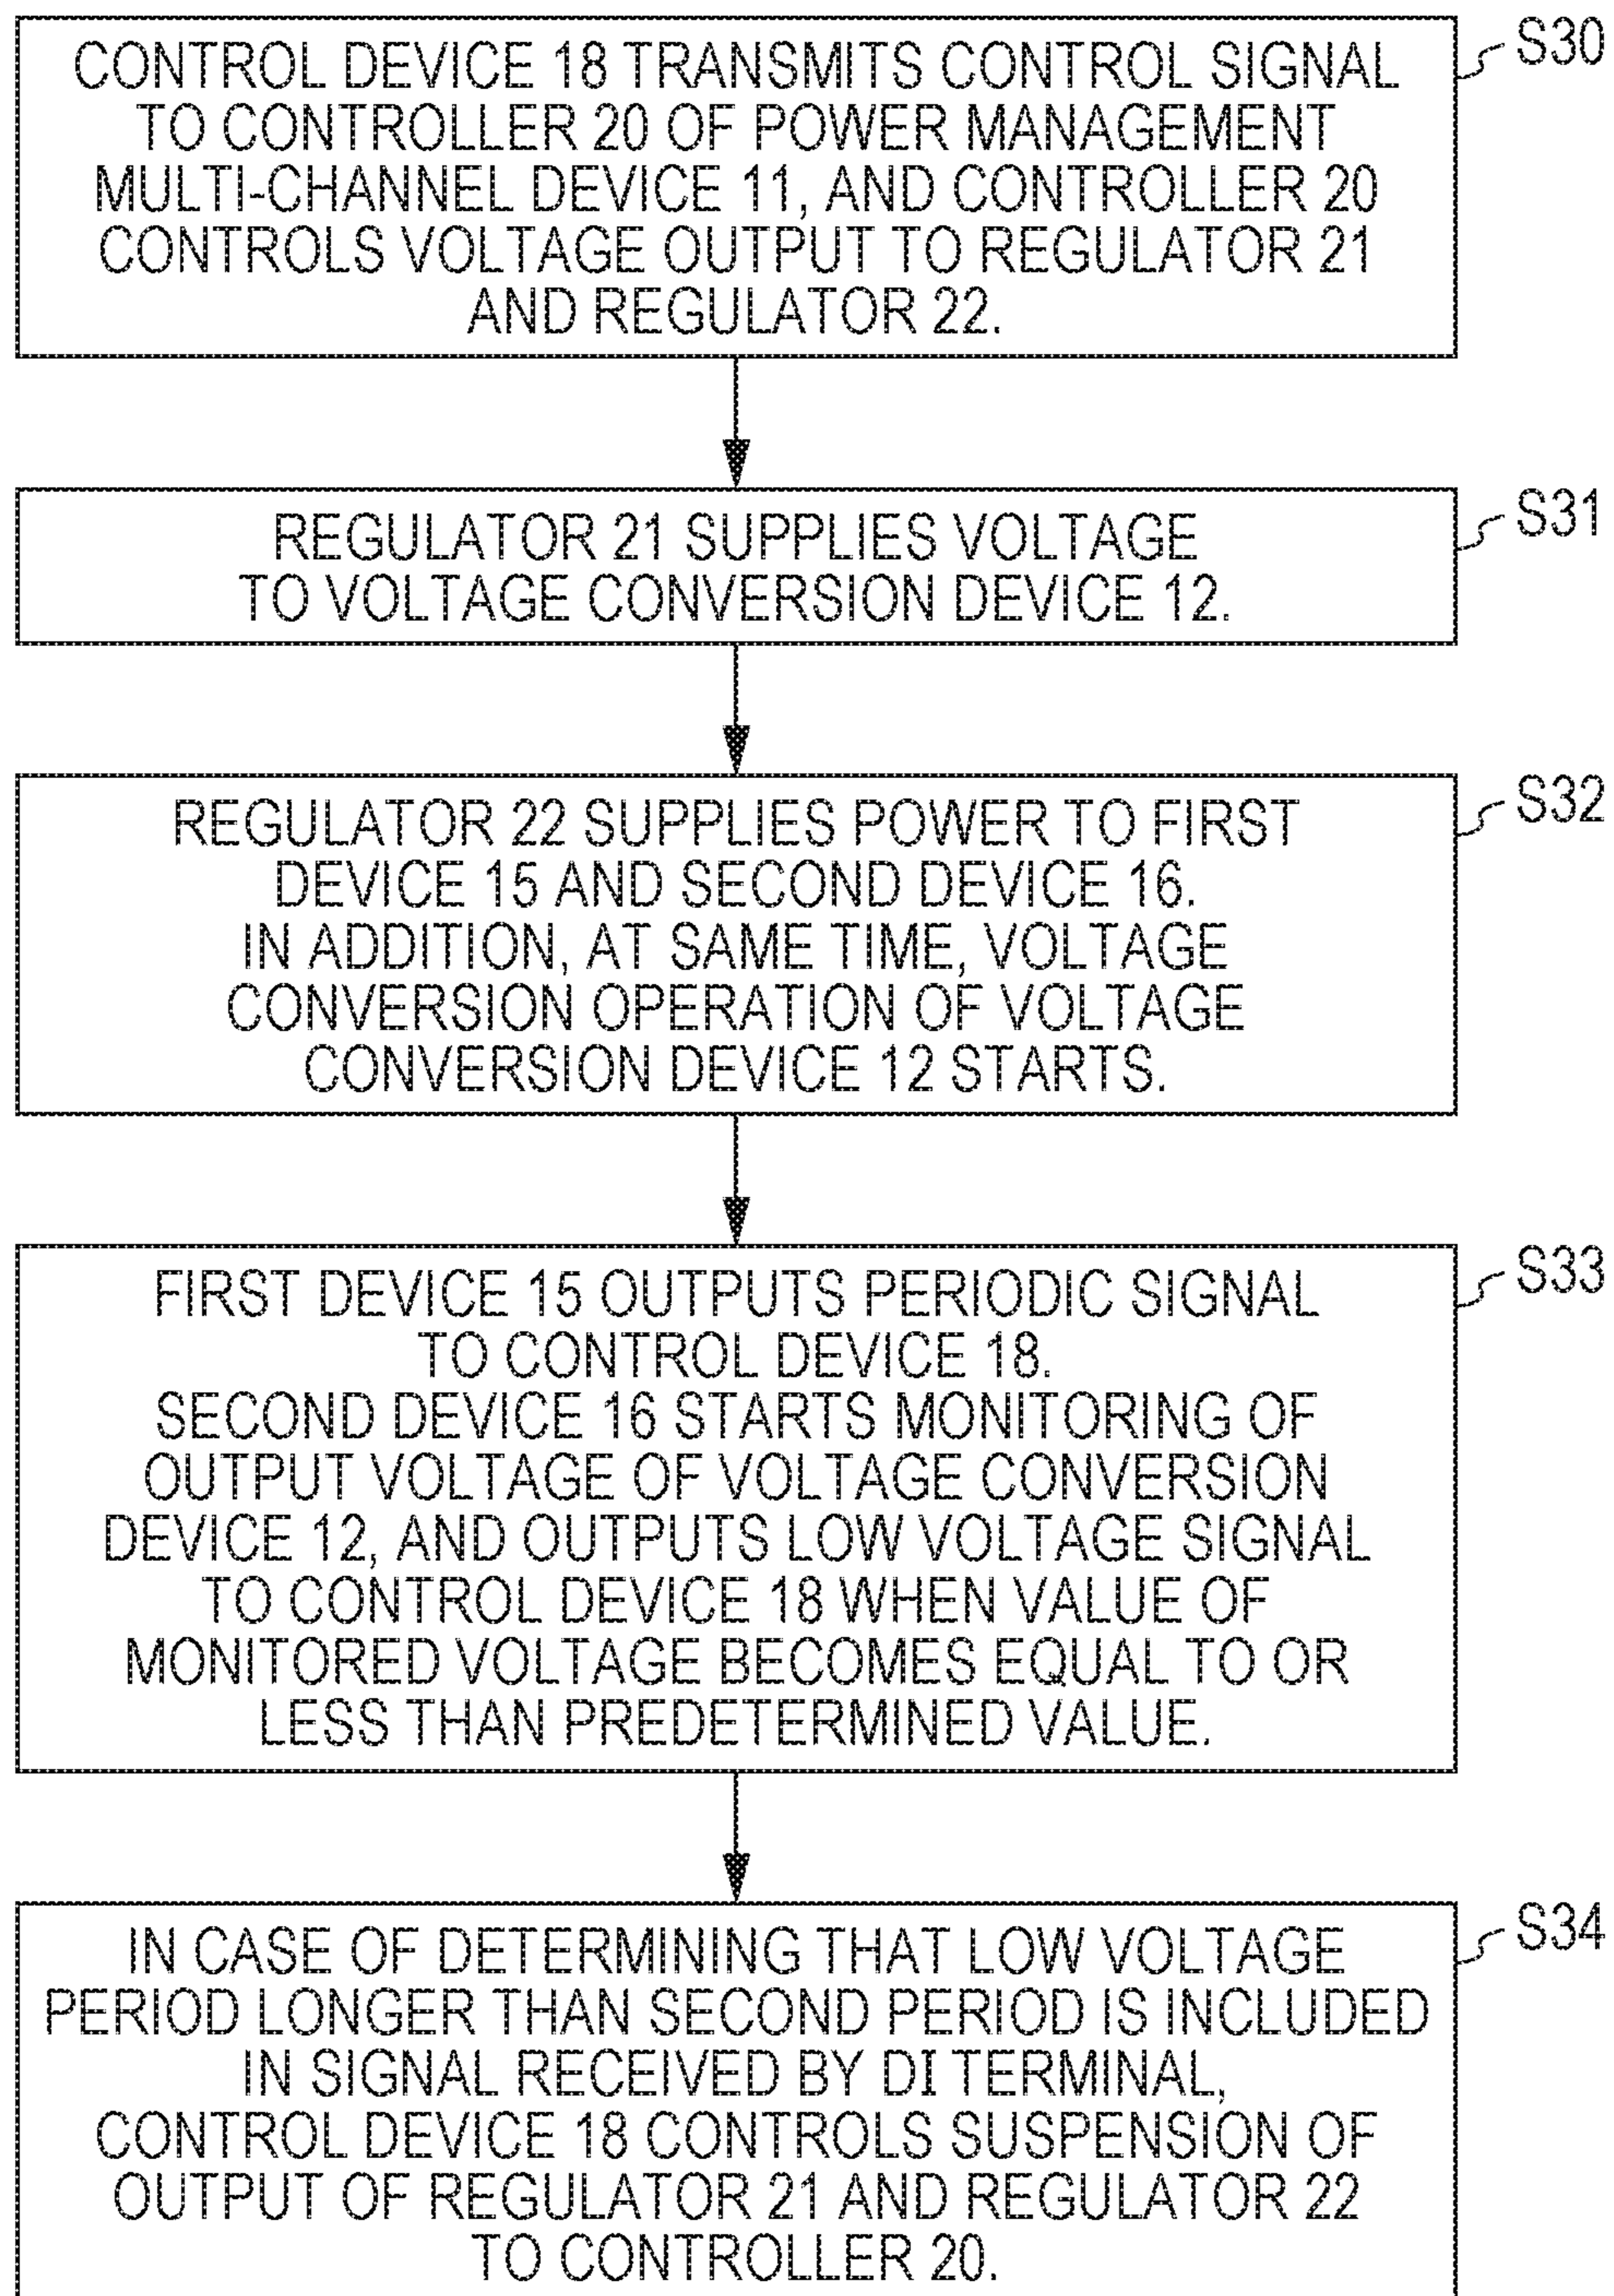 CONTROL DEVICE 18 TRANSMITS CONTROL SIGNAL
TO CONTROLLER 20 OF POWER MANAGEMENT
MULTI-CHANNEL DEVICE 11, AND CONTROLLER 20
CONTROLS VOLTAGE OUTPUT TO REGULATOR 21
AND REGULATOR 22.
S30
REGULATOR 21 SUPPLIES VOLTAGE
TO VOLTAGE CONVERSION DEVICE 12.
S31
REGULATOR 22 SUPPLIES POWER TO FIRST
DEVICE 15 AND SECOND DEVICE 16.
IN ADDITION, AT SAME TIME, VOLTAGE
CONVERSION OPERATION OF VOLTAGE
CONVERSION DEVICE 12 STARTS.
S32
FIRST DEVICE 15 OUTPUTS PERIODIC SIGNAL
TO CONTROL DEVICE 18.
SECOND DEVICE 16 STARTS MONITORING OF
OUTPUT VOLTAGE OF VOLTAGE CONVERSION
DEVICE 12, AND OUTPUTS LOW VOLTAGE SIGNAL
TO CONTROL DEVICE 18 WHEN VALUE OF
MONITORED VOLTAGE BECOMES EQUAL TO OR
LESS THAN PREDETERMINED VALUE.
S33
IN CASE OF DETERMINING THAT LOW VOLTAGE
PERIOD LONGER THAN SECOND PERIOD IS INCLUDED
IN SIGNAL RECEIVED BY DI TERMINAL,
CONTROL DEVICE 18 CONTROLS SUSPENSION OF
OUTPUT OF REGULATOR 21 AND REGULATOR 22
TO CONTROLLER 20.
S34